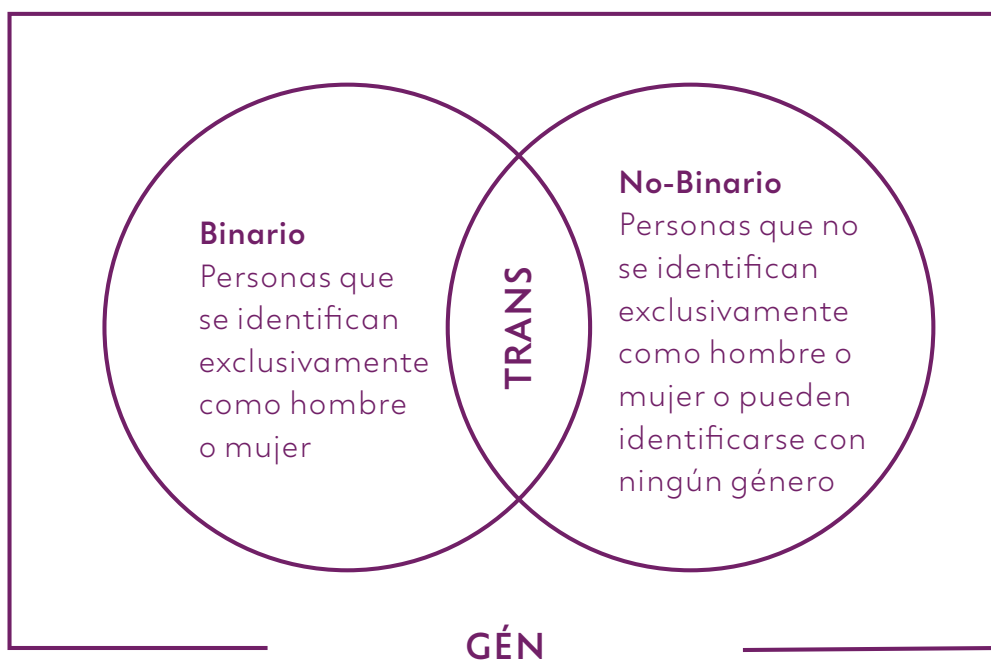 Binario
Personas que
se identifican
exclusivamente
como hombre
o mujer
TRANS
No-Binario
Personas que no
se identifican
exclusivamente
como hombre o
mujer o pueden
identificarse con
ningún género
GÉN